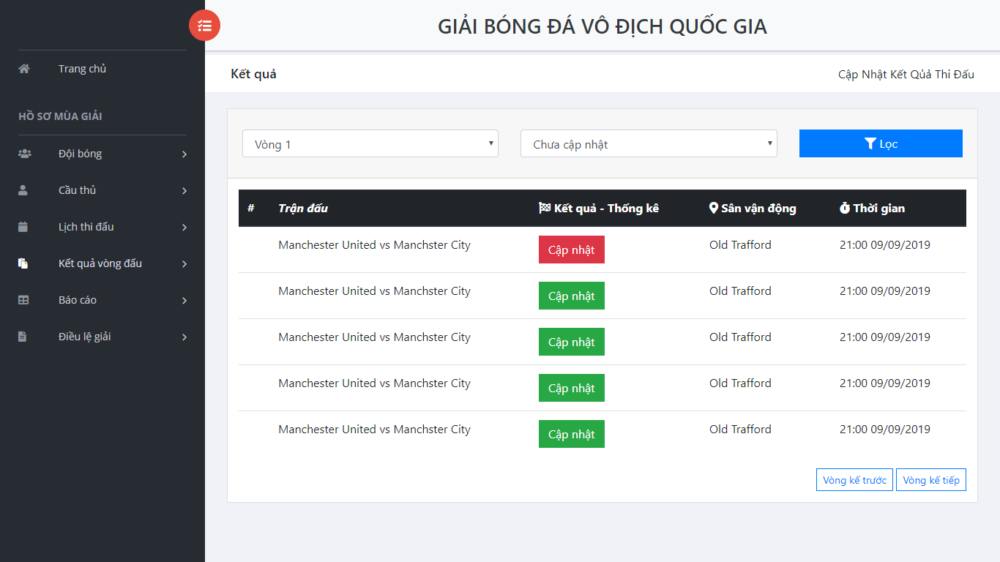 GIẢI BÓNG ĐÁ VÔ ĐỊCH QUỐC GIA
Trang chủ
HỒ SƠ MÙA GIẢI
Đội bóng
Cầu thủ
Lịch thi đấu
Kết quả vòng đấu
Báo cáo
Điều lệ giải
Kết quả
Cập Nhật Kết Qủả Thi Đấu
Vòng 1
Chưa cập nhật
Lọc
# Trận đấu Kết quả - Thống kê Sân vận động Thời gian
Manchester United vs Manchster City Cập nhật Old Trafford 21:00 09/09/2019
Manchester United vs Manchster City Cập nhật Old Trafford 21:00 09/09/2019
Manchester United vs Manchster City Cập nhật Old Trafford 21:00 09/09/2019
Manchester United vs Manchster City Cập nhật Old Trafford 21:00 09/09/2019
Manchester United vs Manchster City Cập nhật Old Trafford 21:00 09/09/2019
Vòng kế trước Vòng kế tiếp